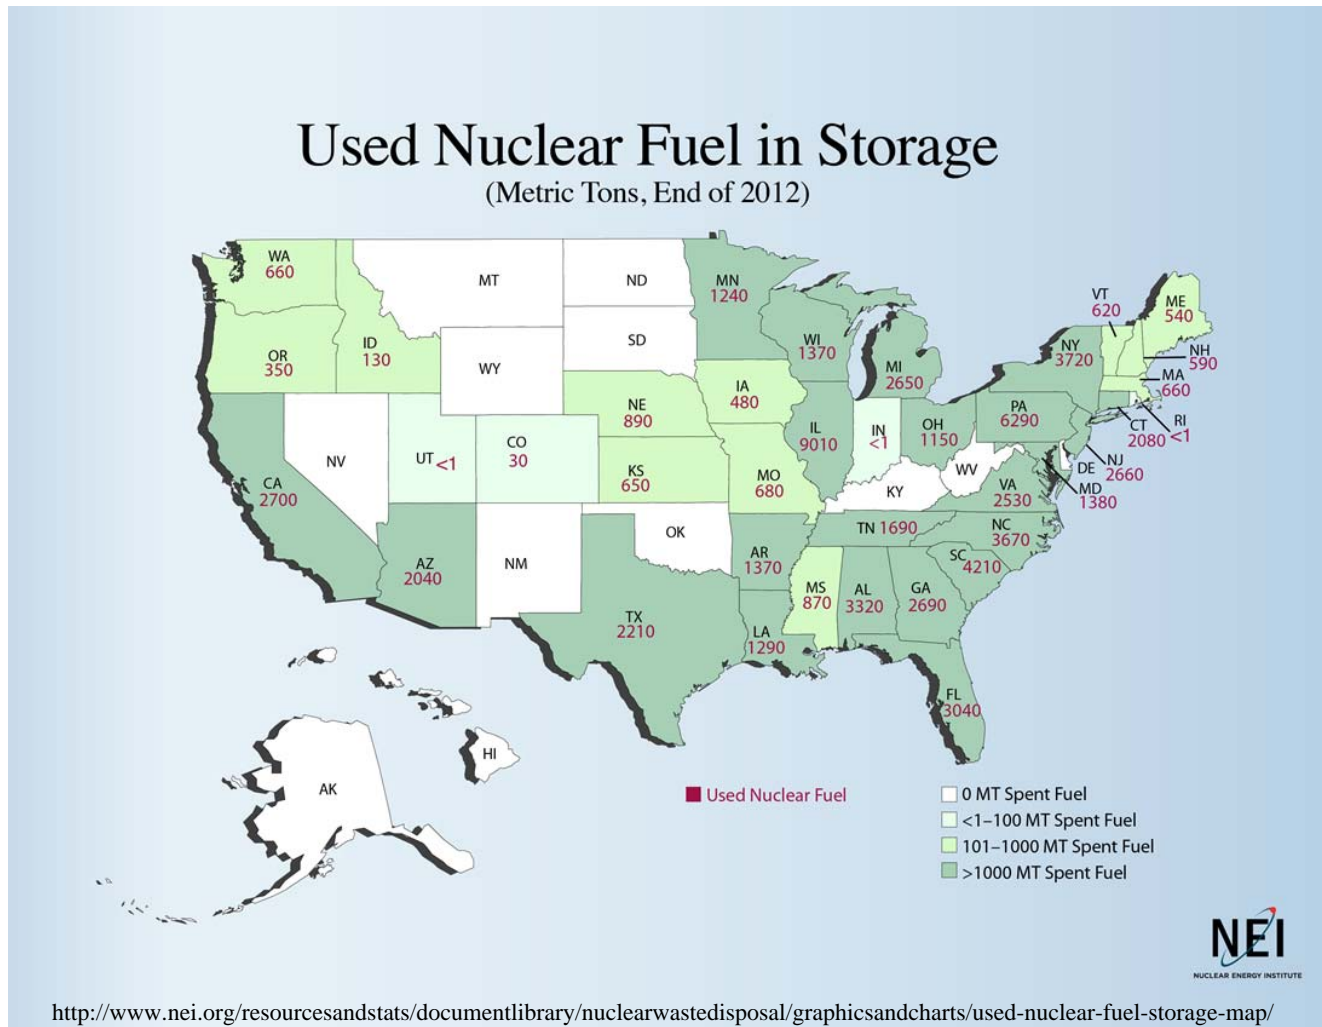 Used Nuclear Fuel in Storage
(Metric Tons, End of 2012)
WA
660
MT
ND
MN
1240
VT
620
ME
540
OR
350
ID
130
WY
SD
WI
1370
MI
2650
NY
3720
NH
590
MA
660
NE
890
IA
480
IL
9010
IN
<1
OH
1150
PA
6290
CT
2080
RI
<1
NV
UT <1
CO
30
KS
650
MO
680
KY
WV
VA
2530
DE
NJ
2660
MD
1380
CA
2700
AZ
2040
NM
OK
AR
1370
TN 1690
NC
3670
SC
4210
TX
2210
LA
1290
MS
870
AL
3320
GA
2690
FL
3040
AK
HI
Used Nuclear Fuel
0 MT Spent Fuel
<1–100 MT Spent Fuel
101–1000 MT Spent Fuel
>1000 MT Spent Fuel
NEI
NUCLEAR ENERGY INSTITUTE
http://www.nei.org/resourcesandstats/documentlibrary/nuclearwastedisposal/graphicsandcharts/used-nuclear-fuel-storage-map/